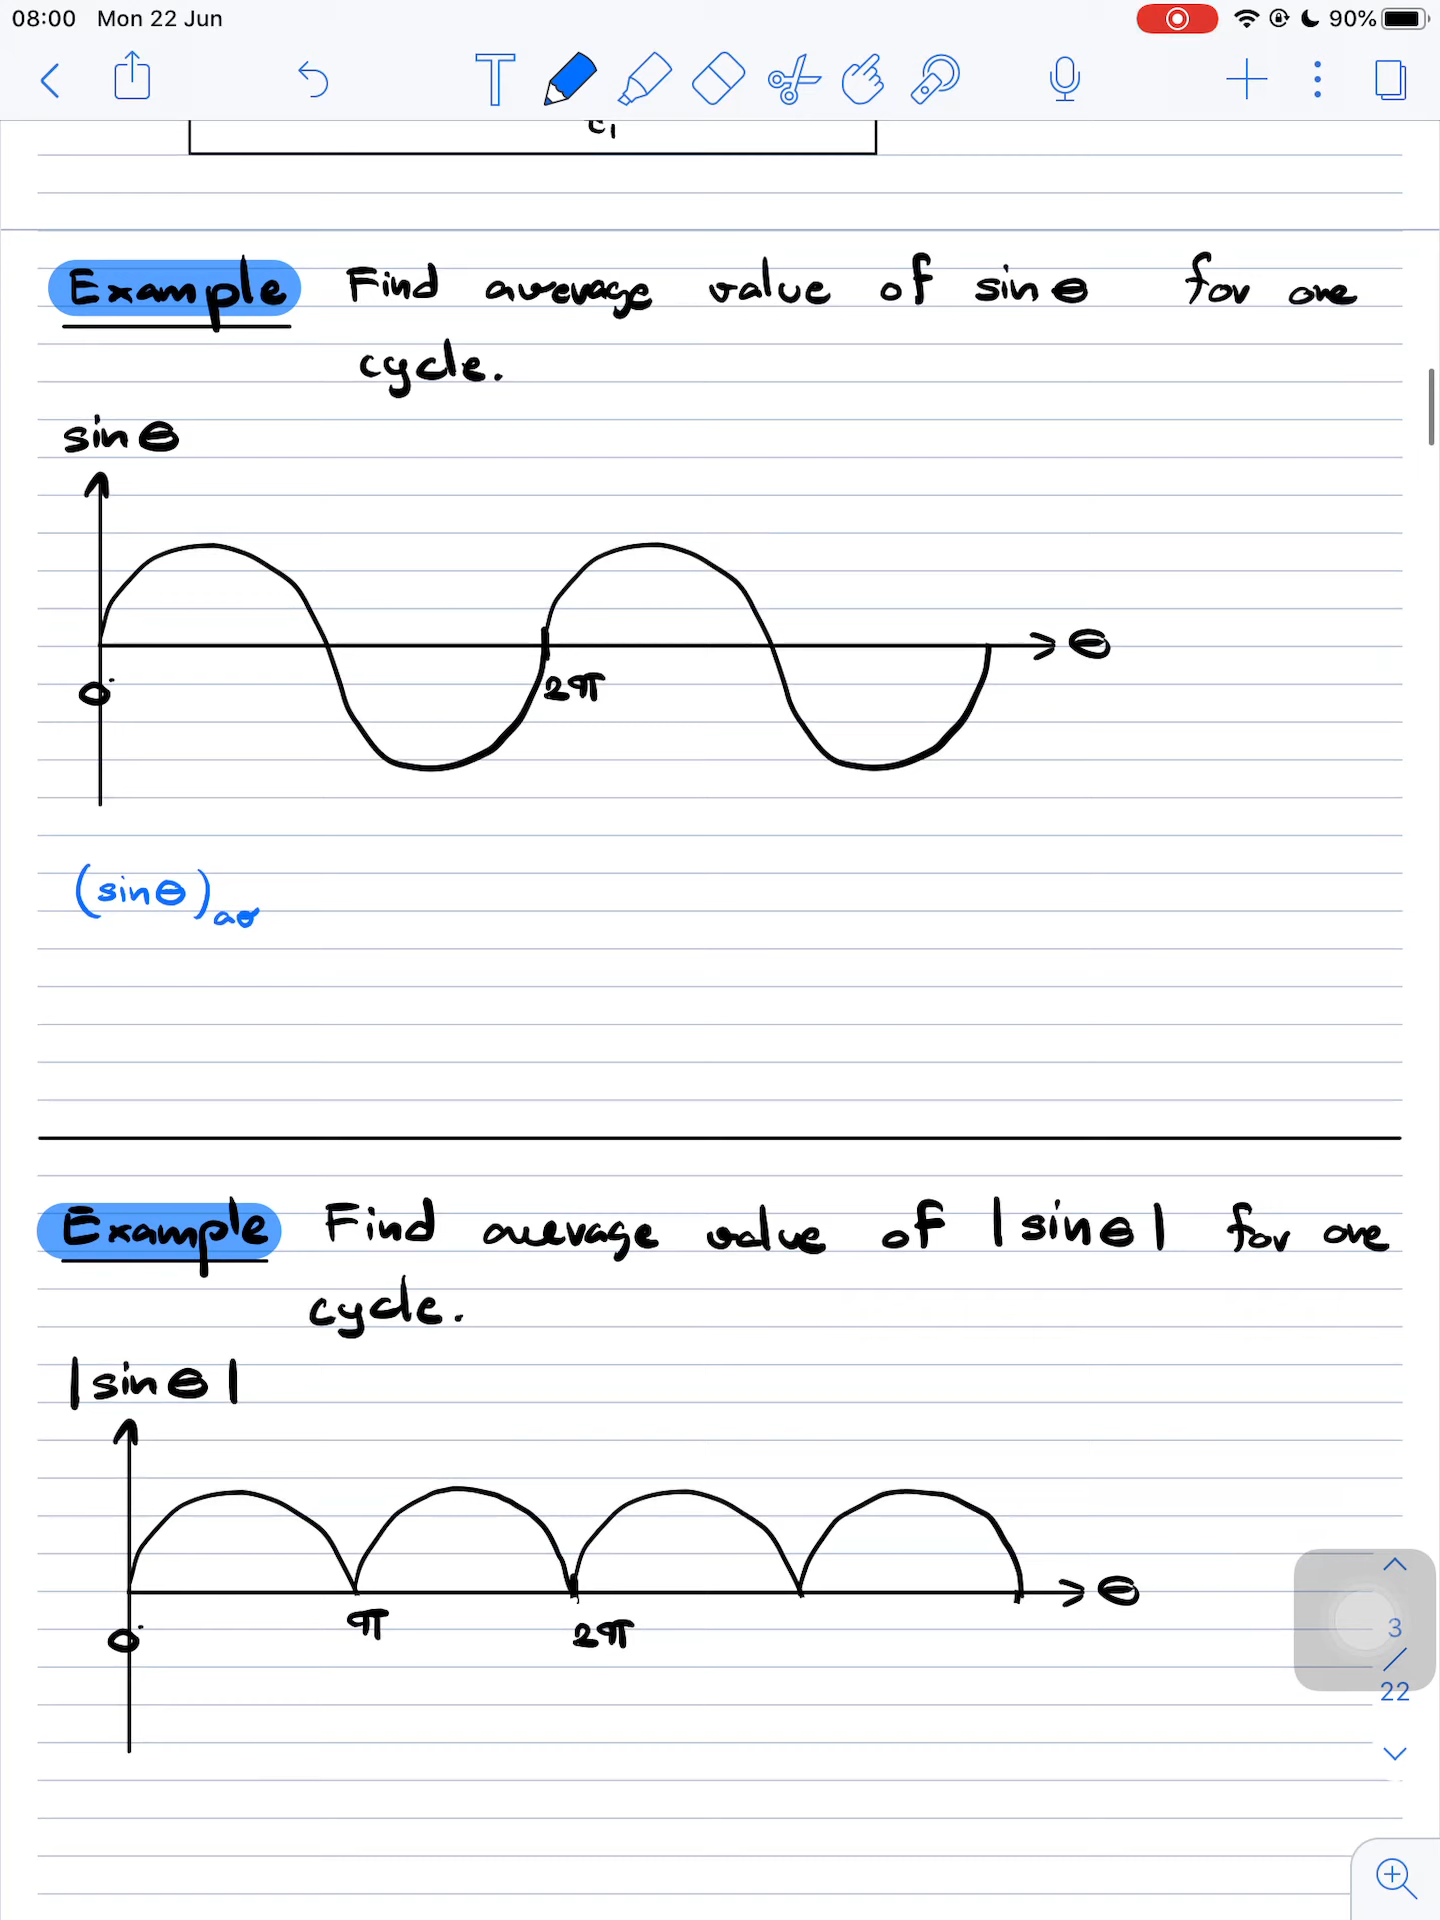 08:00 Mon 22 Jun 90%
T
Example Find average value of sin θ for one
cycle.
sin θ
θ
0
2π
(sin θ)av
Example Find average value of |sin θ| for one
cycle.
|sin θ|
θ
0
π
2π
3
/
22